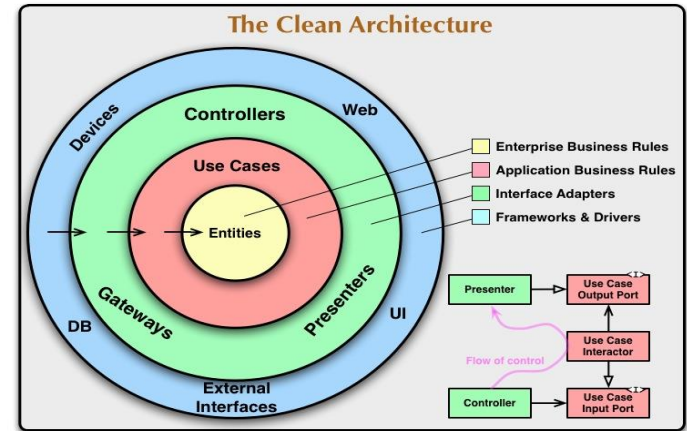 The Clean Architecture
Devices
Web
Controllers
Use Cases
Entities
Gateways
Presenters
DB
UI
External
Interfaces
Enterprise Business Rules
Application Business Rules
Interface Adapters
Frameworks & Drivers
Presenter
<I>
Use Case
Output Port
Flow of control
Use Case
Interactor
Controller
<I>
Use Case
Input Port